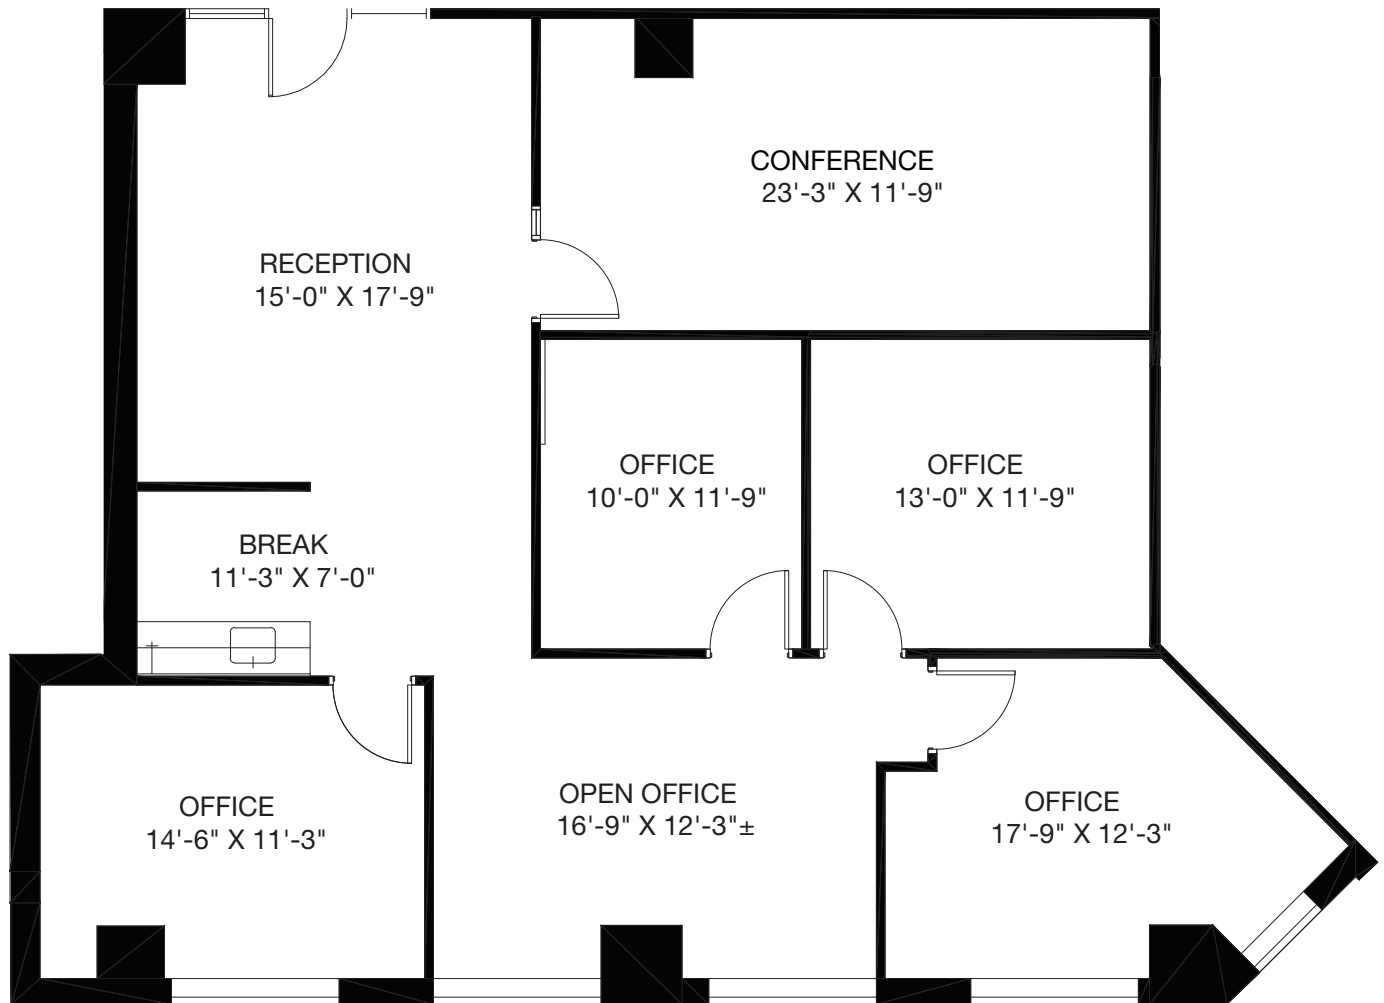 CONFERENCE
23'-3" X 11'-9"
RECEPTION
15'-0" X 17'-9"
OFFICE
10'-0" X 11'-9"
OFFICE
13'-0" X 11'-9"
BREAK
11'-3" X 7'-0"
OFFICE
14'-6" X 11'-3"
OPEN OFFICE
16'-9" X 12'-3"±
OFFICE
17'-9" X 12'-3"